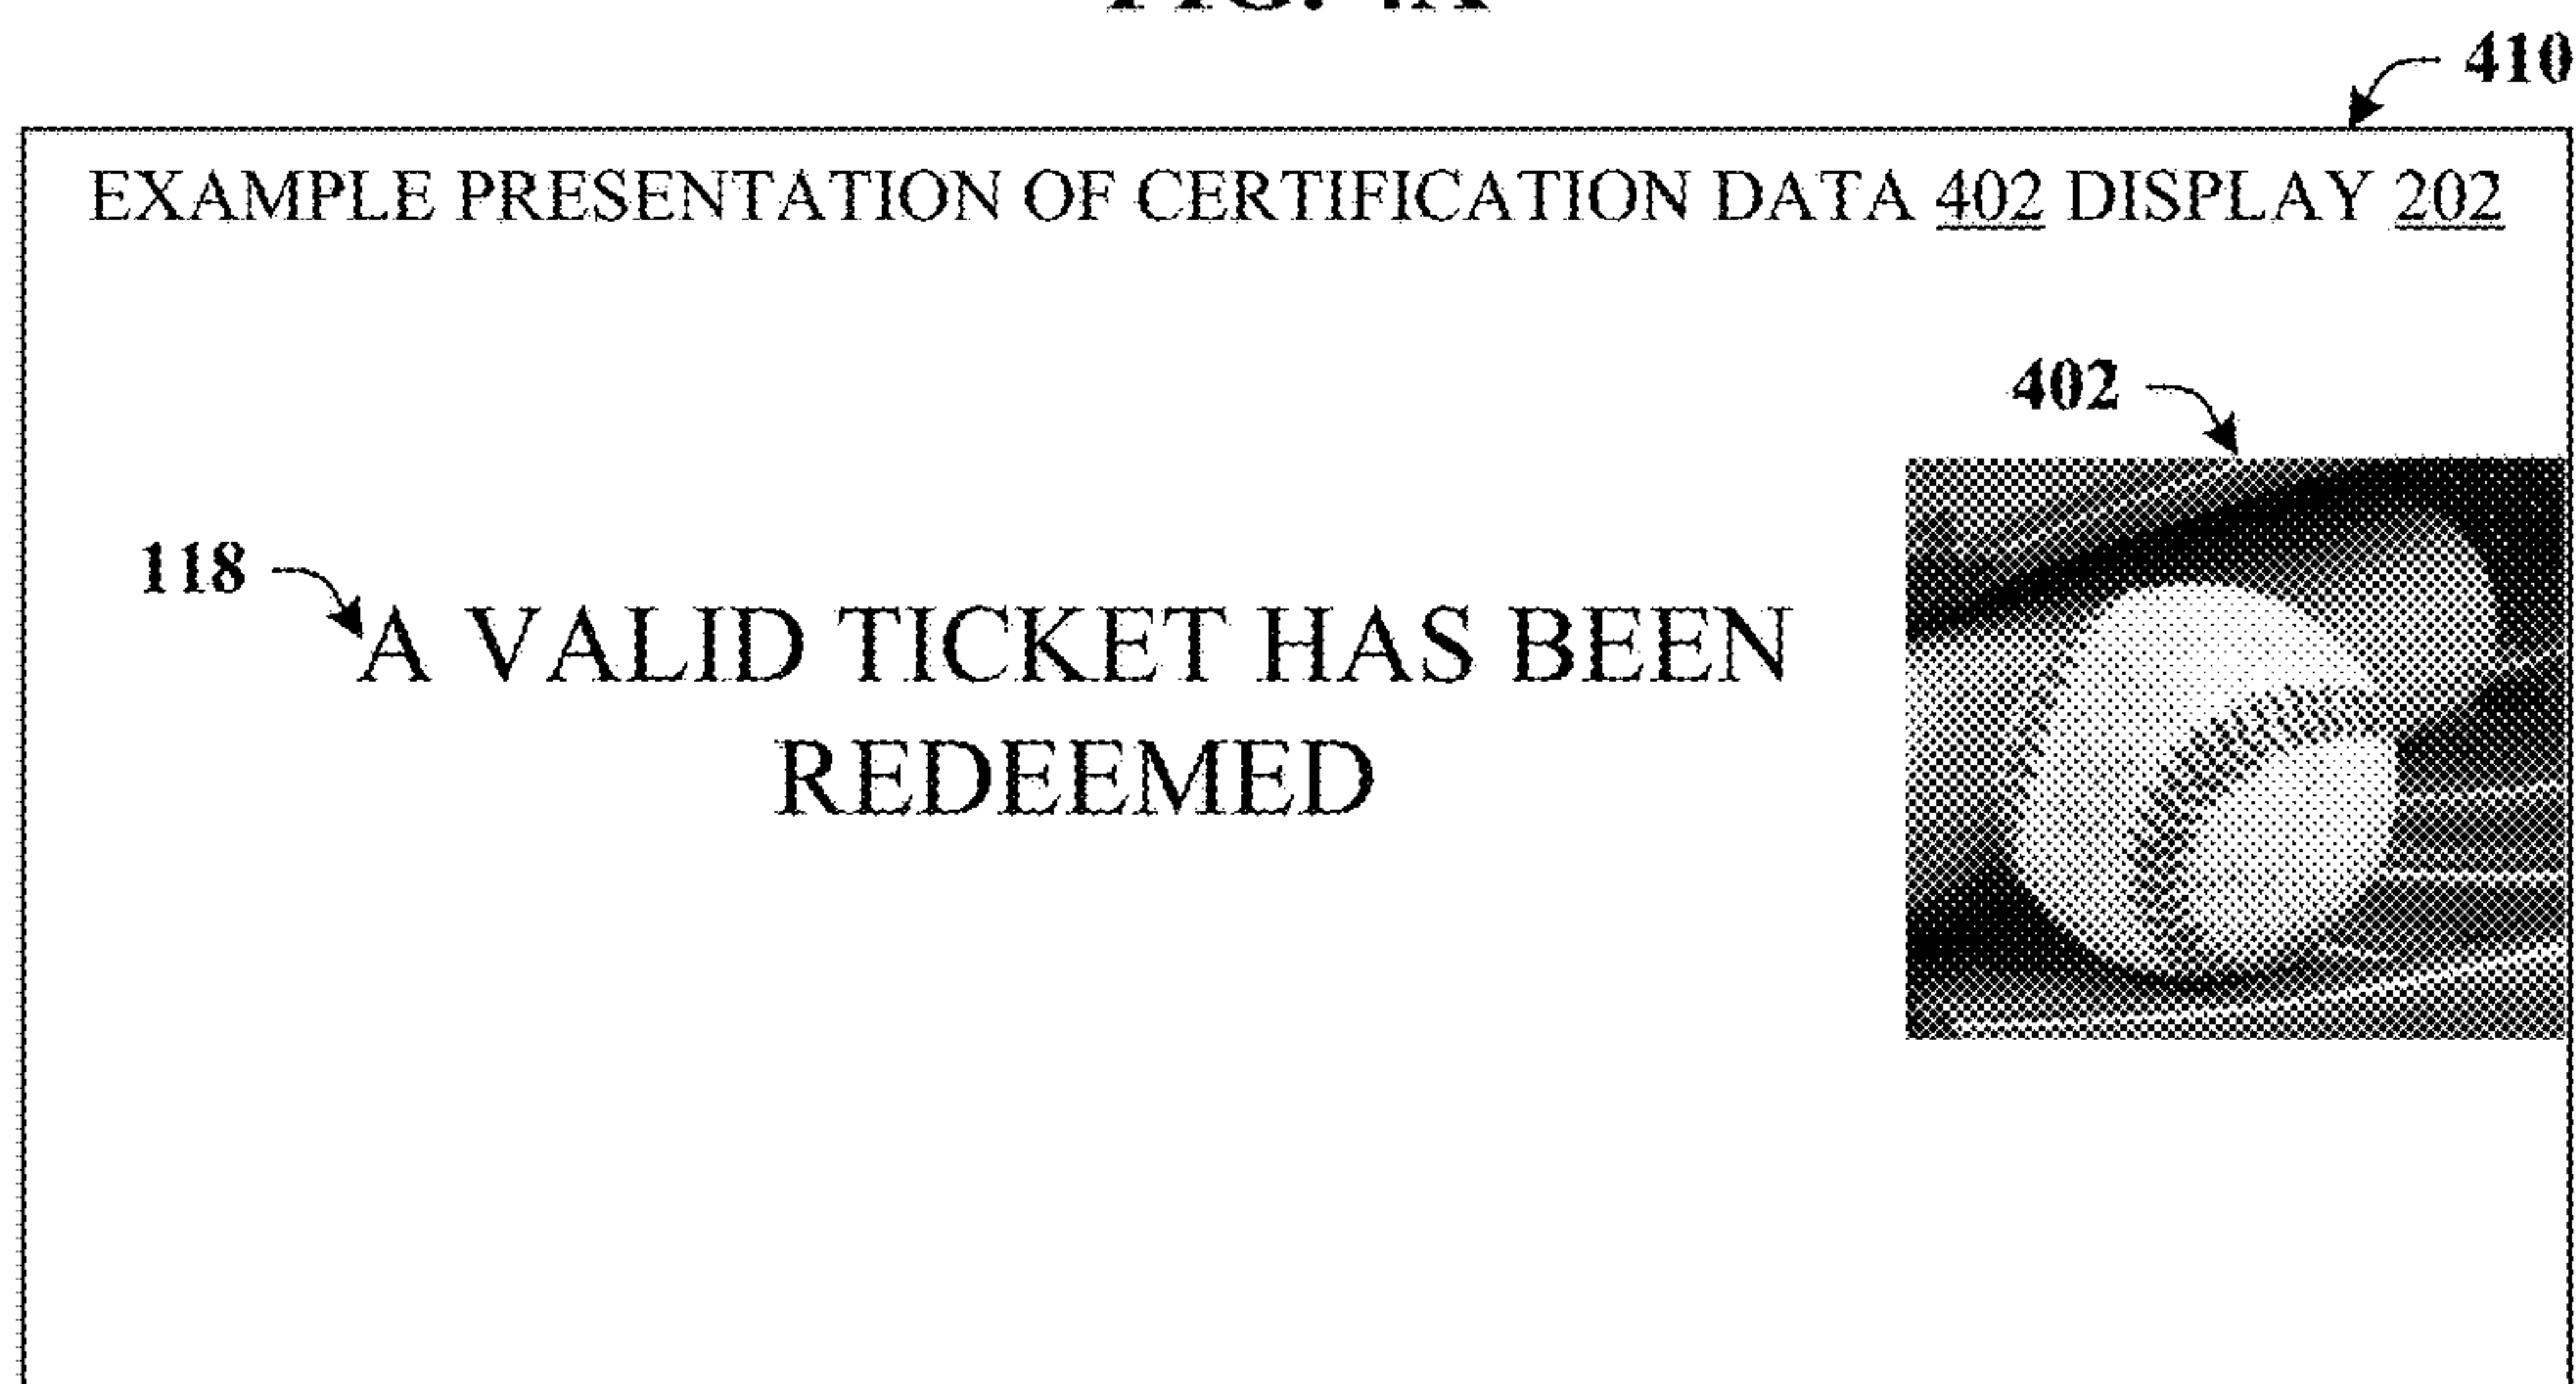 410
EXAMPLE PRESENTATION OF CERTIFICATION DATA 402 DISPLAY 202
402
118
A VALID TICKET HAS BEEN
REDEEMED